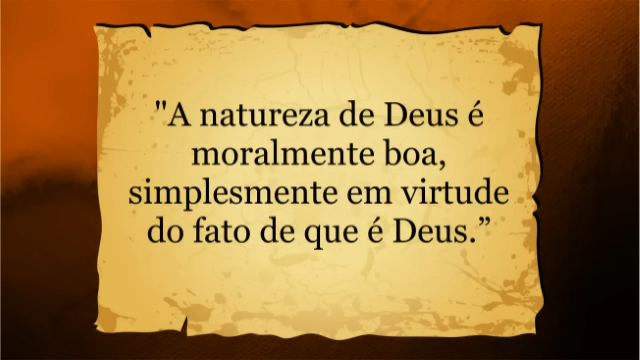 "A natureza de Deus é
moralmente boa,
simplesmente em virtude
do fato de que é Deus.”